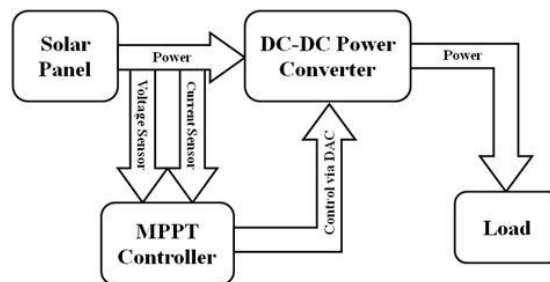 Solar
Panel
Power
DC-DC Power
Converter
Power
Voltage Sensor
Current Sensor
Control via DAC
MPPT
Controller
Load